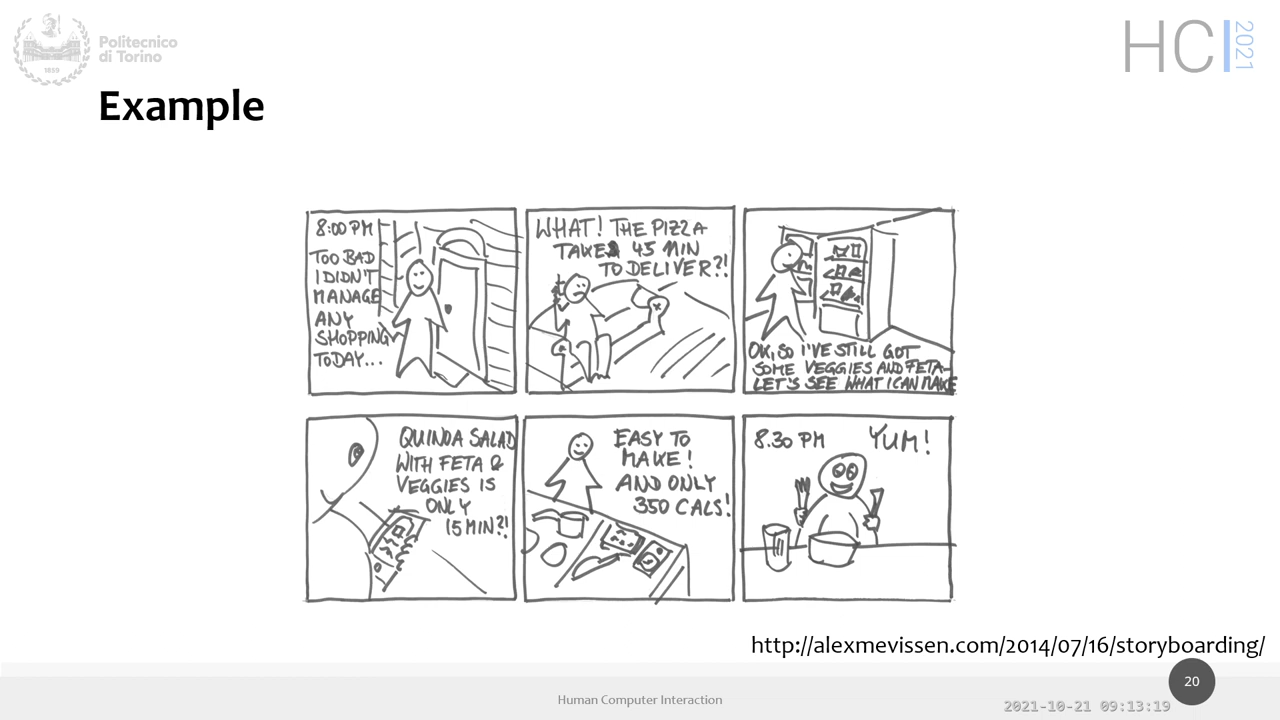 Politecnico
di Torino
1859
HCI
2021
Example
8:00 PM
TOO BAD
I DIDN'T
MANAGE
ANY
SHOPPING
TODAY...
WHAT! THE PIZZA
TAKES 45 MIN
TO DELIVER?!
OK, SO I'VE STILL GOT
SOME VEGGIES AND FETA-
LET'S SEE WHAT I CAN MAKE
QUINOA SALAD
WITH FETA &
VEGGIES IS
ONLY
15 MIN?!
EASY TO
MAKE!
AND ONLY
350 CALS!
8.30 PM YUM!
http://alexmevissen.com/2014/07/16/storyboarding/
20
Human Computer Interaction
2021-10-21 09:13:19